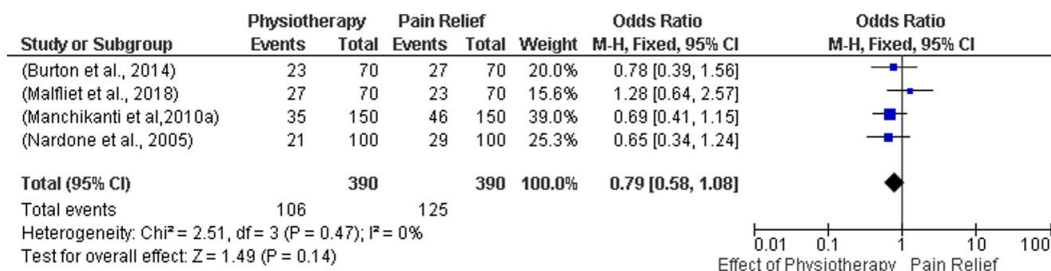 Physiotherapy Pain Relief Odds Ratio Odds Ratio
Study or Subgroup Events Total Events Total Weight M-H, Fixed, 95% CI M-H, Fixed, 95% CI
(Burton et al., 2014) 23 70 27 70 20.0% 0.78 [0.39, 1.56]
(Malfliet et al., 2018) 27 70 23 70 15.6% 1.28 [0.64, 2.57]
(Manchikanti et al,2010a) 35 150 46 150 39.0% 0.69 [0.41, 1.15]
(Nardone et al., 2005) 21 100 29 100 25.3% 0.65 [0.34, 1.24]
Total (95% CI) 390 390 100.0% 0.79 [0.58, 1.08]
Total events 106 125
Heterogeneity: Chi² = 2.51, df = 3 (P = 0.47); I² = 0%
Test for overall effect: Z = 1.49 (P = 0.14)
0.01 0.1 1 10 100
Effect of Physiotherapy Pain Relief